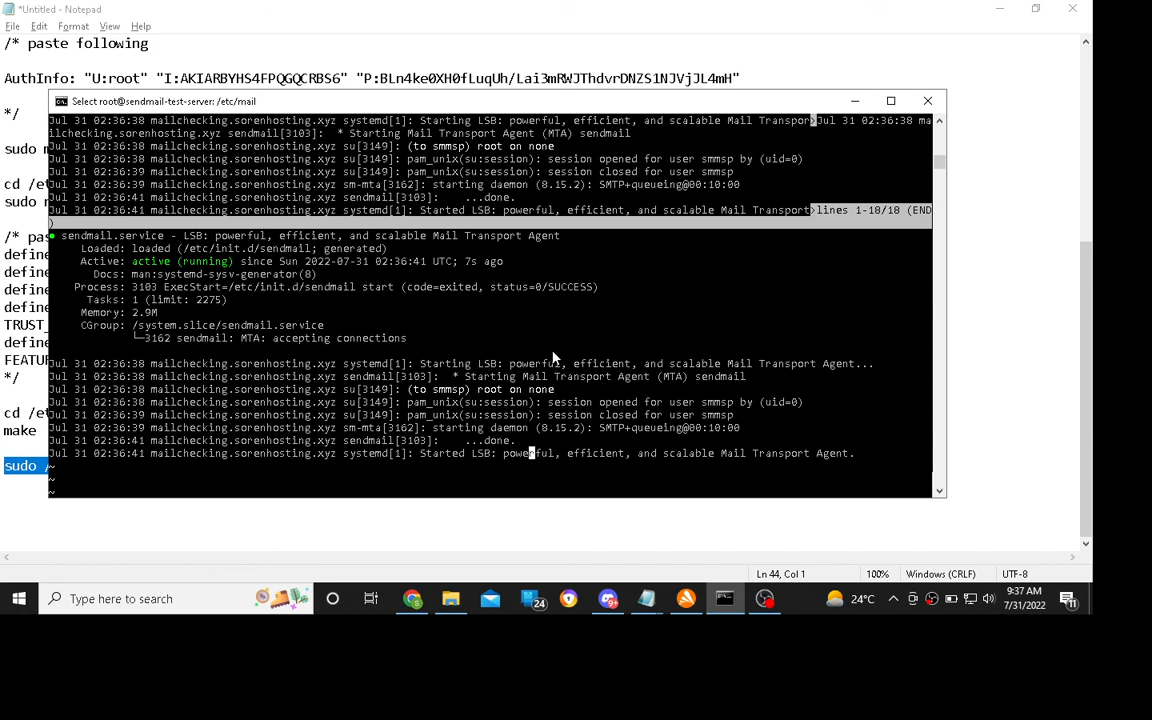 *Untitled - Notepad
File Edit Format View Help
/* paste following
AuthInfo: "U:root" "I:AKIARBYHS4FPQGQCRBS6" "P:BLn4ke0XH0fLuqUh/Lai3mRWJThdvrDNZS1NJVjJL4mH"
*/
sudo m
cd /et
sudo n
/* pas
define
define
define
define
TRUST_
define
FEATUR
*/
cd /et
make
sudo /
Select root@sendmail-test-server: /etc/mail
Jul 31 02:36:38 mailchecking.sorenhosting.xyz systemd[1]: Starting LSB: powerful, efficient, and scalable Mail Transpor>Jul 31 02:36:38 ma
ilchecking.sorenhosting.xyz sendmail[3103]:  * Starting Mail Transport Agent (MTA) sendmail
Jul 31 02:36:38 mailchecking.sorenhosting.xyz su[3149]: (to smmsp) root on none
Jul 31 02:36:38 mailchecking.sorenhosting.xyz su[3149]: pam_unix(su:session): session opened for user smmsp by (uid=0)
Jul 31 02:36:39 mailchecking.sorenhosting.xyz su[3149]: pam_unix(su:session): session closed for user smmsp
Jul 31 02:36:39 mailchecking.sorenhosting.xyz sm-mta[3162]: starting daemon (8.15.2): SMTP+queueing@00:10:00
Jul 31 02:36:41 mailchecking.sorenhosting.xyz sendmail[3103]:    ...done.
Jul 31 02:36:41 mailchecking.sorenhosting.xyz systemd[1]: Started LSB: powerful, efficient, and scalable Mail Transport>lines 1-18/18 (END
)
● sendmail.service - LSB: powerful, efficient, and scalable Mail Transport Agent
Loaded: loaded (/etc/init.d/sendmail; generated)
Active: active (running) since Sun 2022-07-31 02:36:41 UTC; 7s ago
Docs: man:systemd-sysv-generator(8)
Process: 3103 ExecStart=/etc/init.d/sendmail start (code=exited, status=0/SUCCESS)
Tasks: 1 (limit: 2275)
Memory: 2.9M
CGroup: /system.slice/sendmail.service
└─3162 sendmail: MTA: accepting connections
Jul 31 02:36:38 mailchecking.sorenhosting.xyz systemd[1]: Starting LSB: powerful, efficient, and scalable Mail Transport Agent...
Jul 31 02:36:38 mailchecking.sorenhosting.xyz sendmail[3103]:  * Starting Mail Transport Agent (MTA) sendmail
Jul 31 02:36:38 mailchecking.sorenhosting.xyz su[3149]: (to smmsp) root on none
Jul 31 02:36:38 mailchecking.sorenhosting.xyz su[3149]: pam_unix(su:session): session opened for user smmsp by (uid=0)
Jul 31 02:36:39 mailchecking.sorenhosting.xyz su[3149]: pam_unix(su:session): session closed for user smmsp
Jul 31 02:36:39 mailchecking.sorenhosting.xyz sm-mta[3162]: starting daemon (8.15.2): SMTP+queueing@00:10:00
Jul 31 02:36:41 mailchecking.sorenhosting.xyz sendmail[3103]:    ...done.
Jul 31 02:36:41 mailchecking.sorenhosting.xyz systemd[1]: Started LSB: powerful, efficient, and scalable Mail Transport Agent.
~
~
~
Ln 44, Col 1 100% Windows (CRLF) UTF-8
Type here to search
24
9+
24°C
9:37 AM
7/31/2022
11